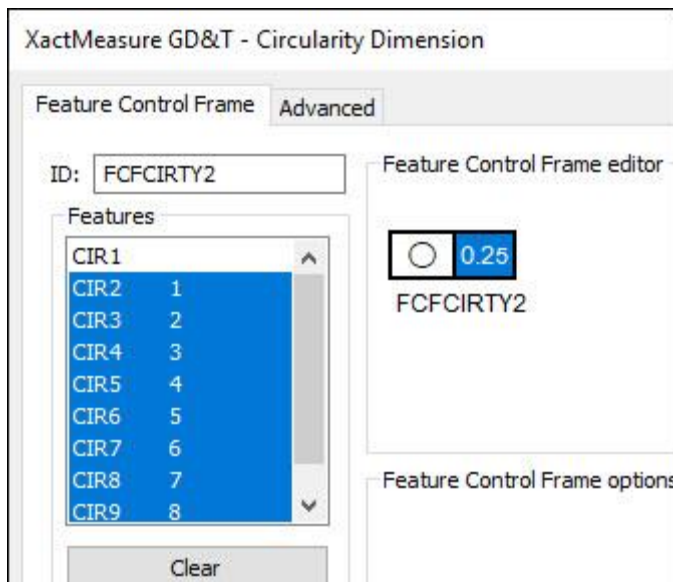 XactMeasure GD&T - Circularity Dimension
Feature Control Frame
Advanced
ID: FCFCIRTY2
Features
CIR1
CIR2 1
CIR3 2
CIR4 3
CIR5 4
CIR6 5
CIR7 6
CIR8 7
CIR9 8
Clear
Feature Control Frame editor
0.25
FCFCIRTY2
Feature Control Frame options